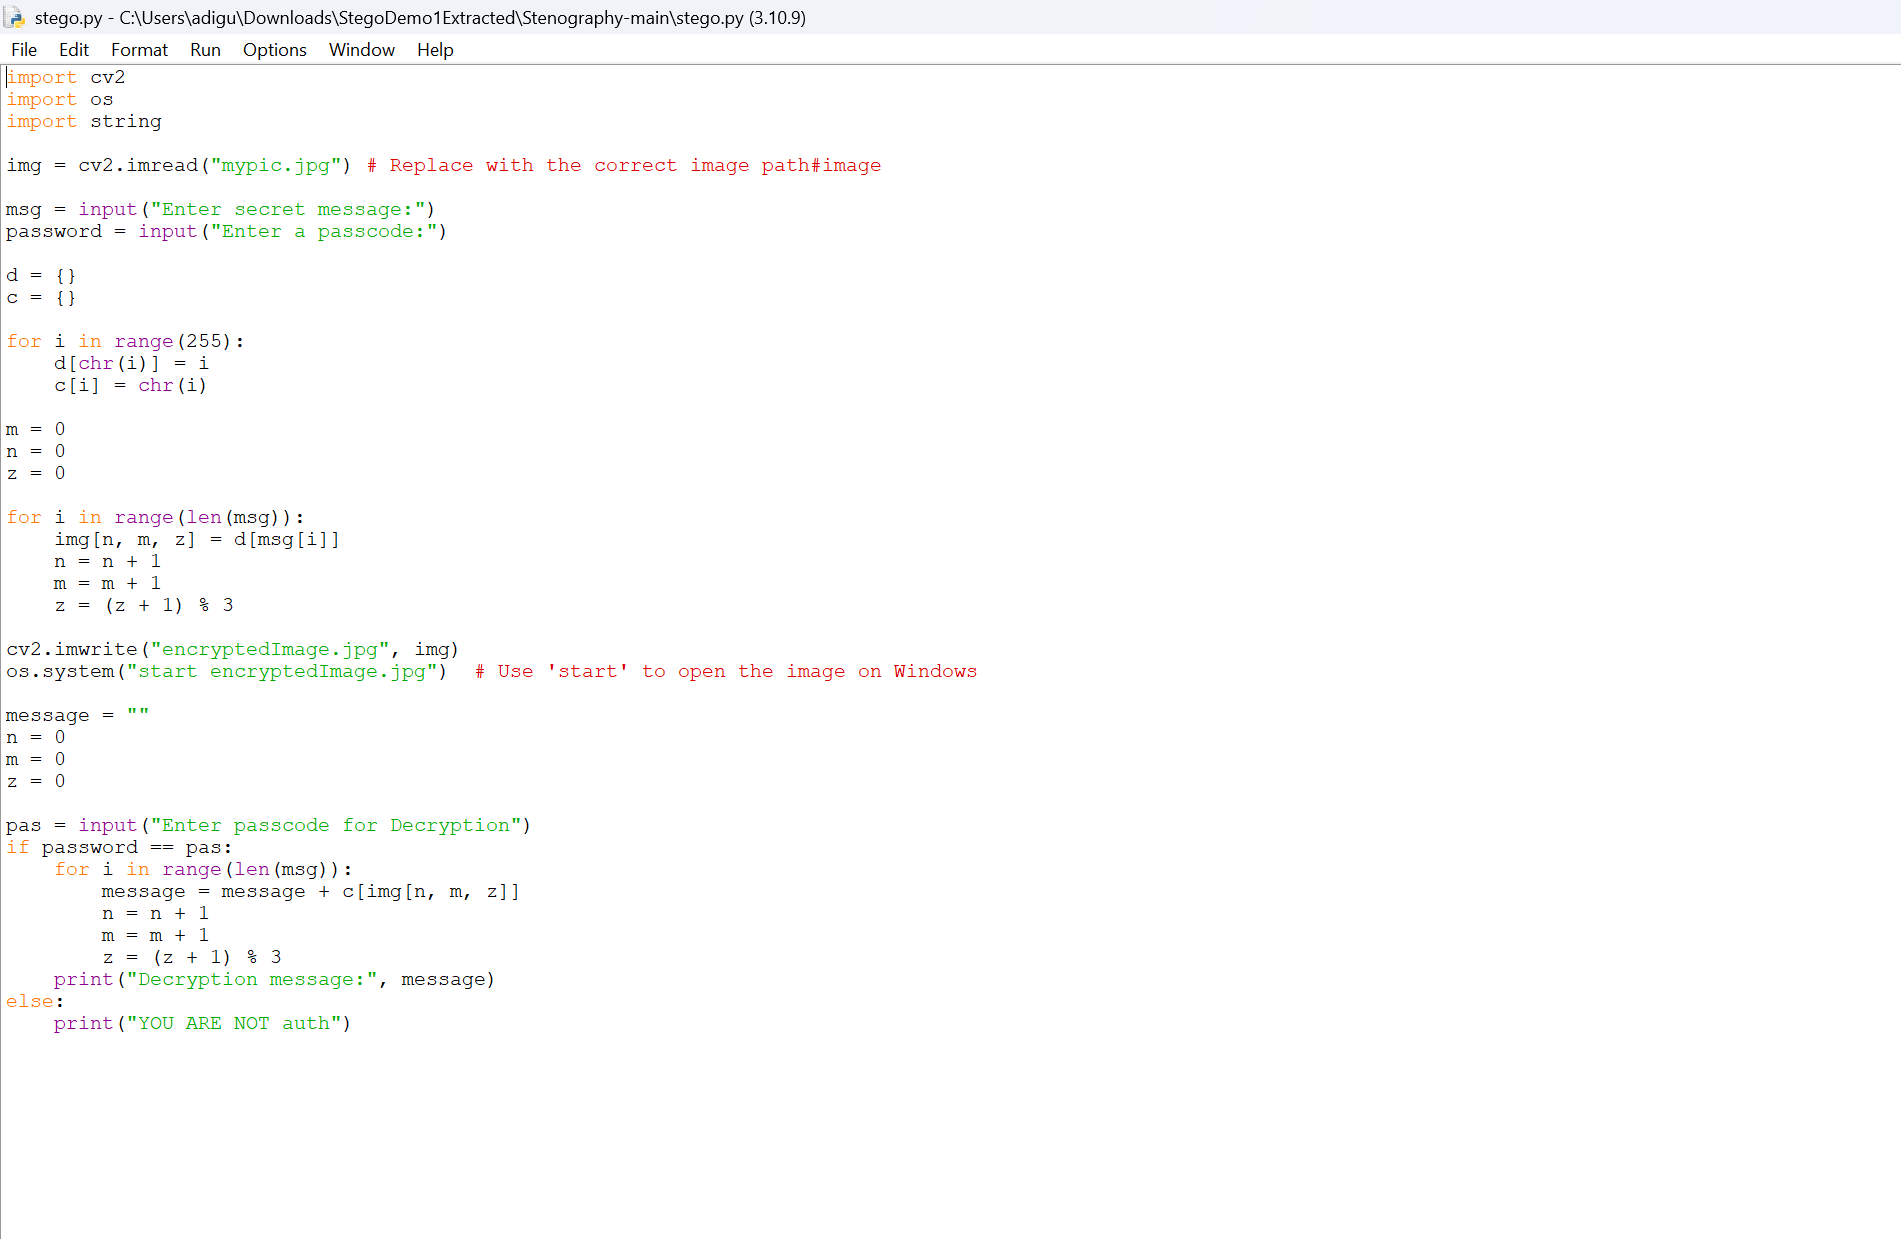 stego.py - C:\Users\adigu\Downloads\StegoDemo1Extracted\Stenography-main\stego.py (3.10.9)
File Edit Format Run Options Window Help
import cv2
import os
import string

img = cv2.imread("mypic.jpg") # Replace with the correct image path#image

msg = input("Enter secret message:")
password = input("Enter a passcode:")

d = {}
c = {}

for i in range(255):
    d[chr(i)] = i
    c[i] = chr(i)

m = 0
n = 0
z = 0

for i in range(len(msg)):
    img[n, m, z] = d[msg[i]]
    n = n + 1
    m = m + 1
    z = (z + 1) % 3

cv2.imwrite("encryptedImage.jpg", img)
os.system("start encryptedImage.jpg")  # Use 'start' to open the image on Windows

message = ""
n = 0
m = 0
z = 0

pas = input("Enter passcode for Decryption")
if password == pas:
    for i in range(len(msg)):
        message = message + c[img[n, m, z]]
        n = n + 1
        m = m + 1
        z = (z + 1) % 3
    print("Decryption message:", message)
else:
    print("YOU ARE NOT auth")